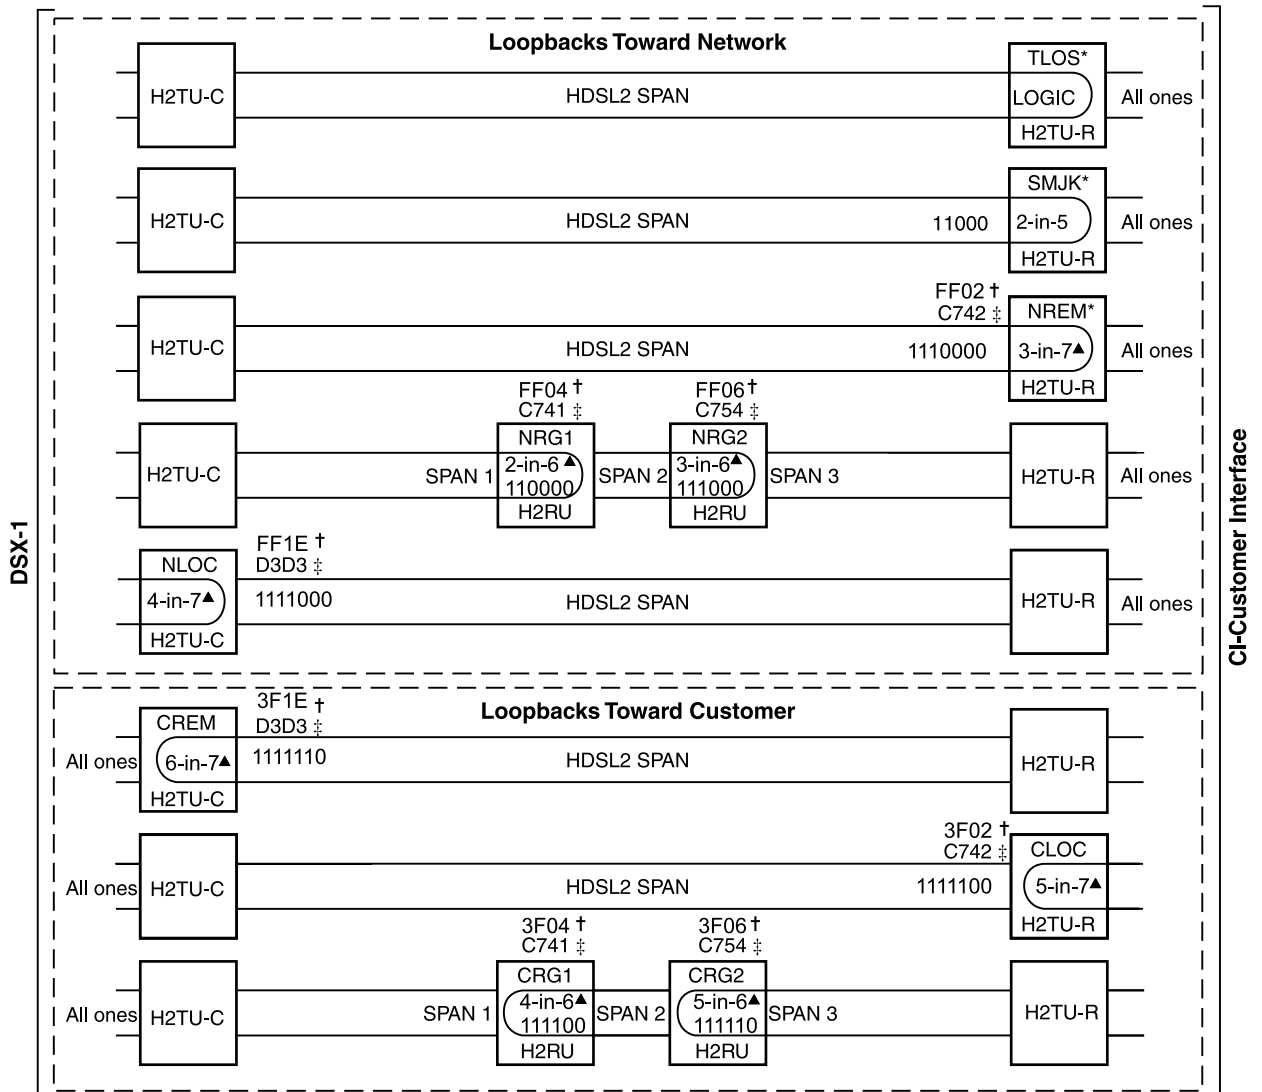 Loopbacks Toward Network
TLOS*
H2TU-C
HDSL2 SPAN
LOGIC
All ones
H2TU-R
SMJK*
H2TU-C
HDSL2 SPAN
11000
2-in-5
All ones
H2TU-R
FF02 †
C742 ‡
NREM*
H2TU-C
HDSL2 SPAN
1110000
3-in-7▲
All ones
H2TU-R
FF04 †
C741 ‡
FF06 †
C754 ‡
NRG1
NRG2
H2TU-C
SPAN 1
2-in-6▲
110000
SPAN 2
3-in-6▲
111000
SPAN 3
H2TU-R
All ones
H2RU
H2RU
FF1E †
D3D3 ‡
NLOC
4-in-7▲
1111000
HDSL2 SPAN
H2TU-R
All ones
H2TU-C
DSX-1
CI-Customer Interface
Loopbacks Toward Customer
3F1E †
D3D3 ‡
CREM
All ones
6-in-7▲
1111110
HDSL2 SPAN
H2TU-R
H2TU-C
3F02 †
C742 ‡
CLOC
All ones
H2TU-C
HDSL2 SPAN
1111100
5-in-7▲
H2TU-R
3F04 †
C741 ‡
3F06 †
C754 ‡
CRG1
CRG2
All ones
H2TU-C
SPAN 1
4-in-6▲
111100
SPAN 2
5-in-6▲
111110
SPAN 3
H2TU-R
H2RU
H2RU